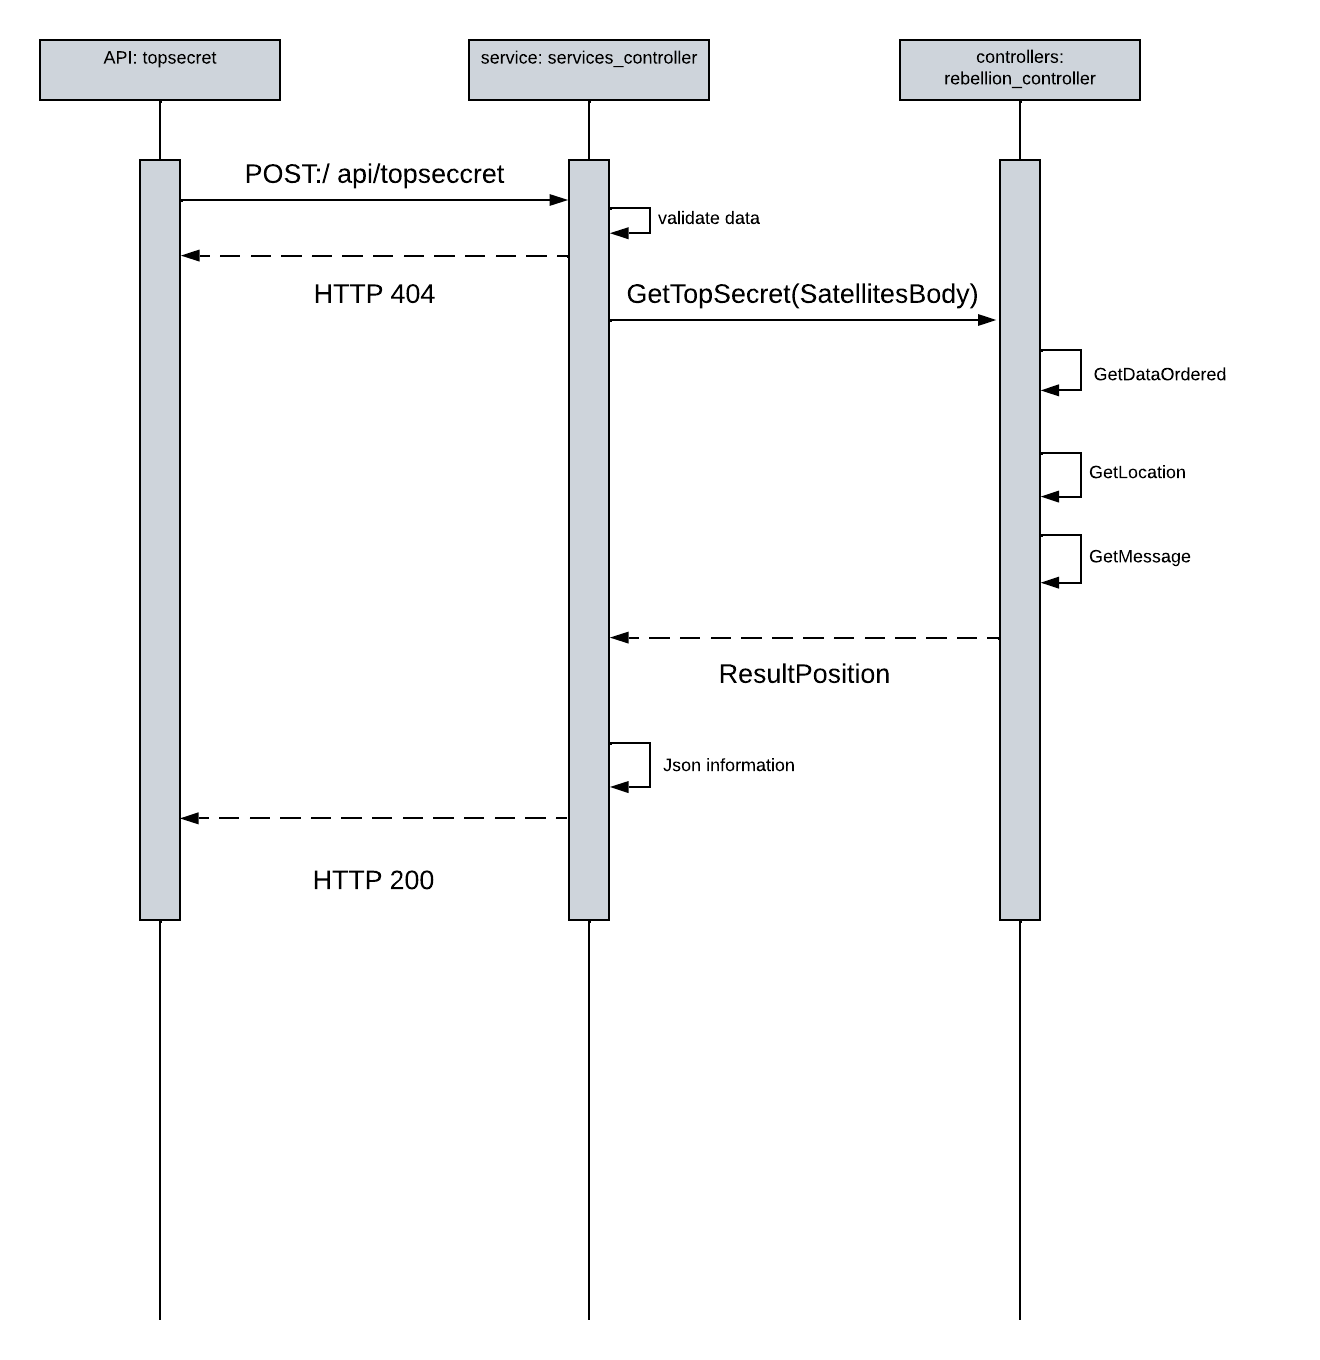 API: topsecret
service: services_controller
controllers:
rebellion_controller
POST:/ api/topseccret
validate data
HTTP 404
GetTopSecret(SatellitesBody)
GetDataOrdered
GetLocation
GetMessage
ResultPosition
Json information
HTTP 200